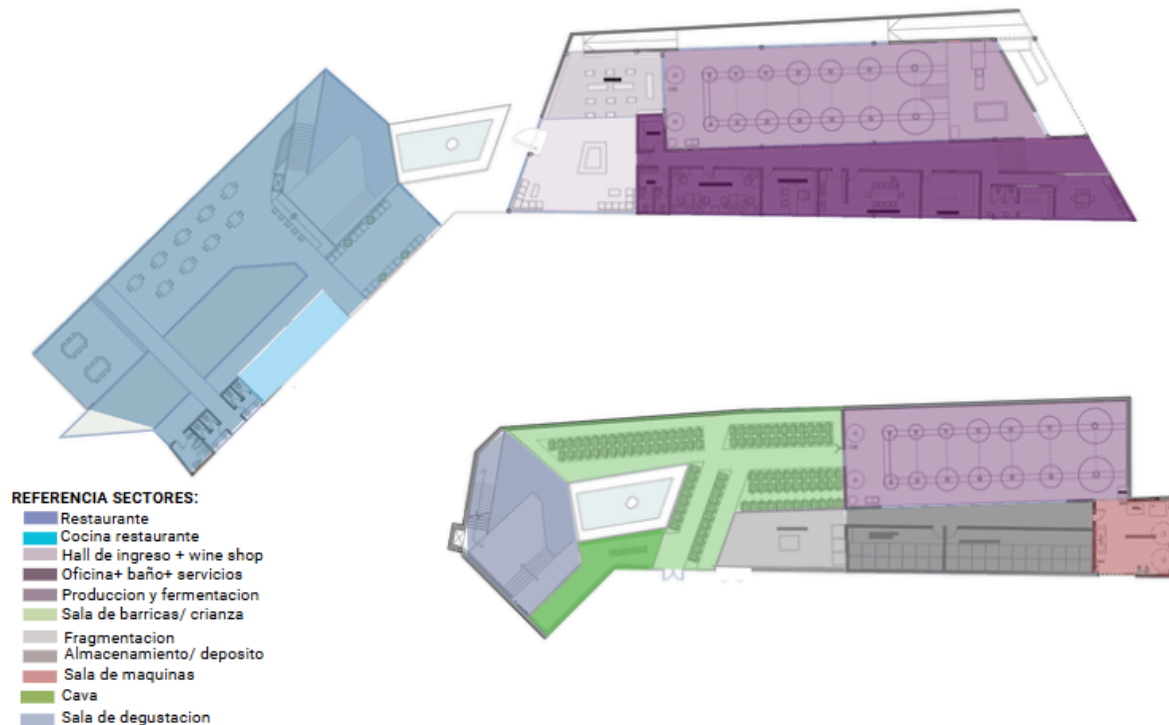 REFERENCIA SECTORES:
Restaurante
Cocina restaurante
Hall de ingreso + wine shop
Oficina+ baño+ servicios
Produccion y fermentacion
Sala de barricas/ crianza
Fragmentacion
Almacenamiento/ deposito
Sala de maquinas
Cava
Sala de degustacion